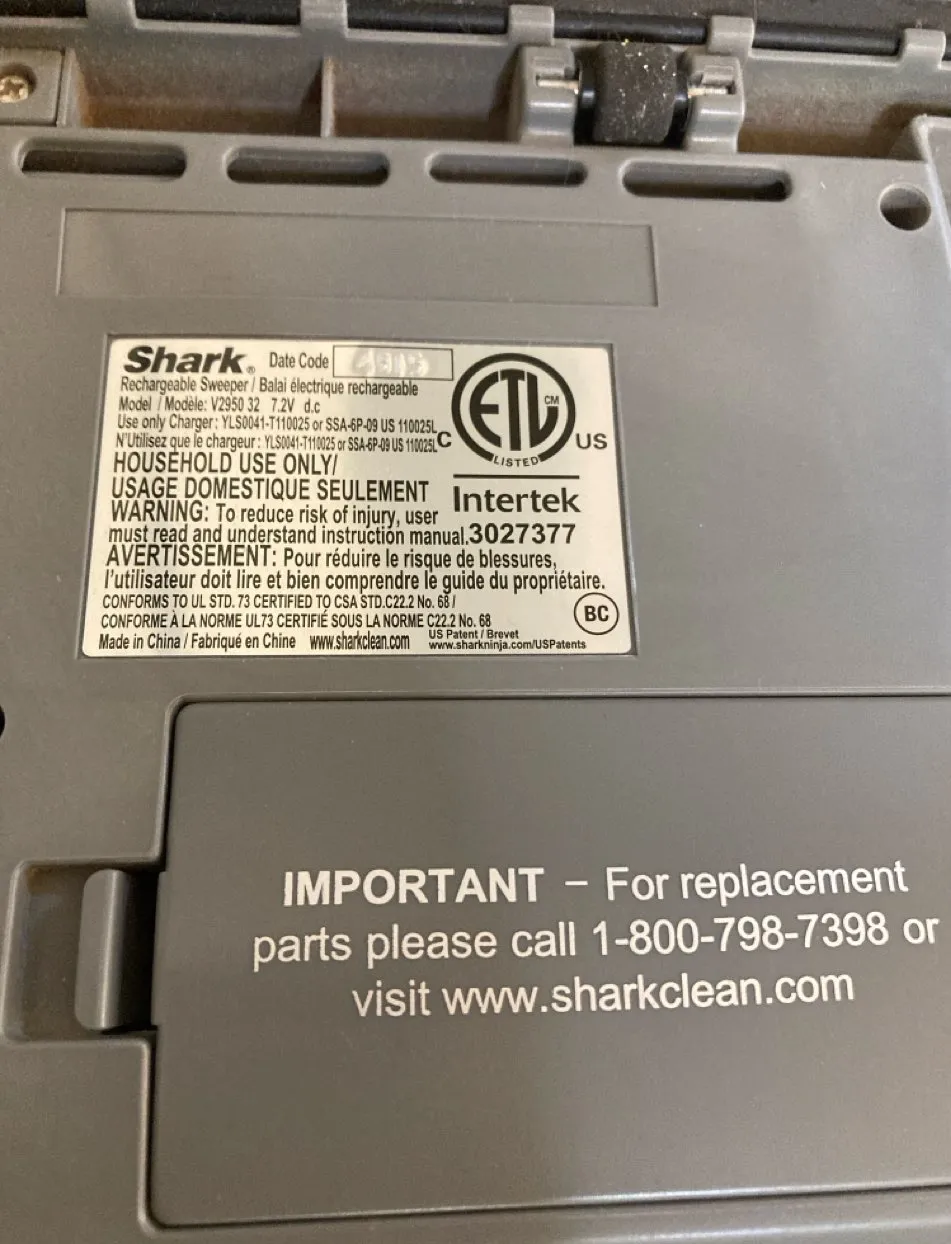 Shark® Date Code
Rechargeable Sweeper / Balai électrique rechargeable
Model / Modèle: V2950 32 7.2V d.c
Use only Charger : YLS0041-T110025 or SSA-6P-09 US 110025L
N'Utilisez que le chargeur : YLS0041-T110025 or SSA-6P-09 US 110025L
HOUSEHOLD USE ONLY/
USAGE DOMESTIQUE SEULEMENT
WARNING: To reduce risk of injury, user
must read and understand instruction manual.
AVERTISSEMENT: Pour réduire le risque de blessures,
l'utilisateur doit lire et bien comprendre le guide du propriétaire.
CONFORMS TO UL STD. 73 CERTIFIED TO CSA STD.C22.2 No. 68 /
CONFORME À LA NORME UL73 CERTIFIÉ SOUS LA NORME C22.2 No. 68
Made in China / Fabriqué en Chine www.sharkclean.com
US Patent / Brevet
www.sharkninja.com/USPatents
ETL CM
LISTED
C US
Intertek
3027377
BC
IMPORTANT – For replacement
parts please call 1-800-798-7398 or
visit www.sharkclean.com